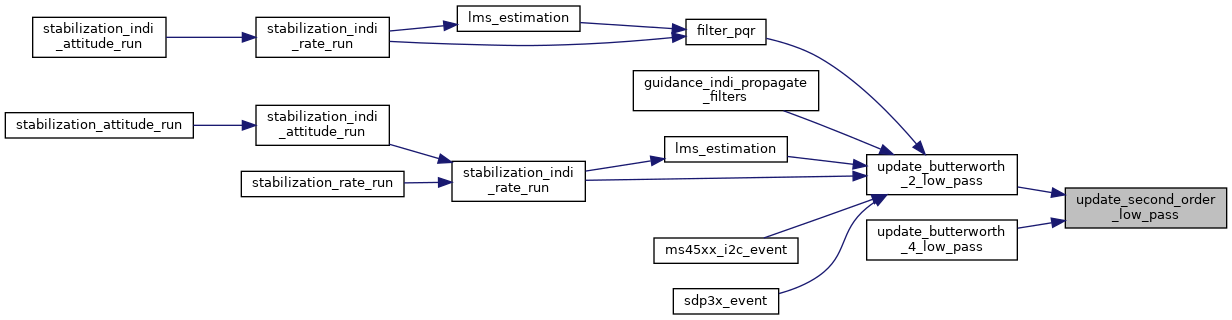 stabilization_indi
_attitude_run
stabilization_indi
_rate_run
lms_estimation
filter_pqr
guidance_indi_propagate
_filters
stabilization_attitude_run
stabilization_indi
_attitude_run
stabilization_rate_run
stabilization_indi
_rate_run
lms_estimation
update_butterworth
_2_low_pass
update_second_order
_low_pass
update_butterworth
_4_low_pass
ms45xx_i2c_event
sdp3x_event